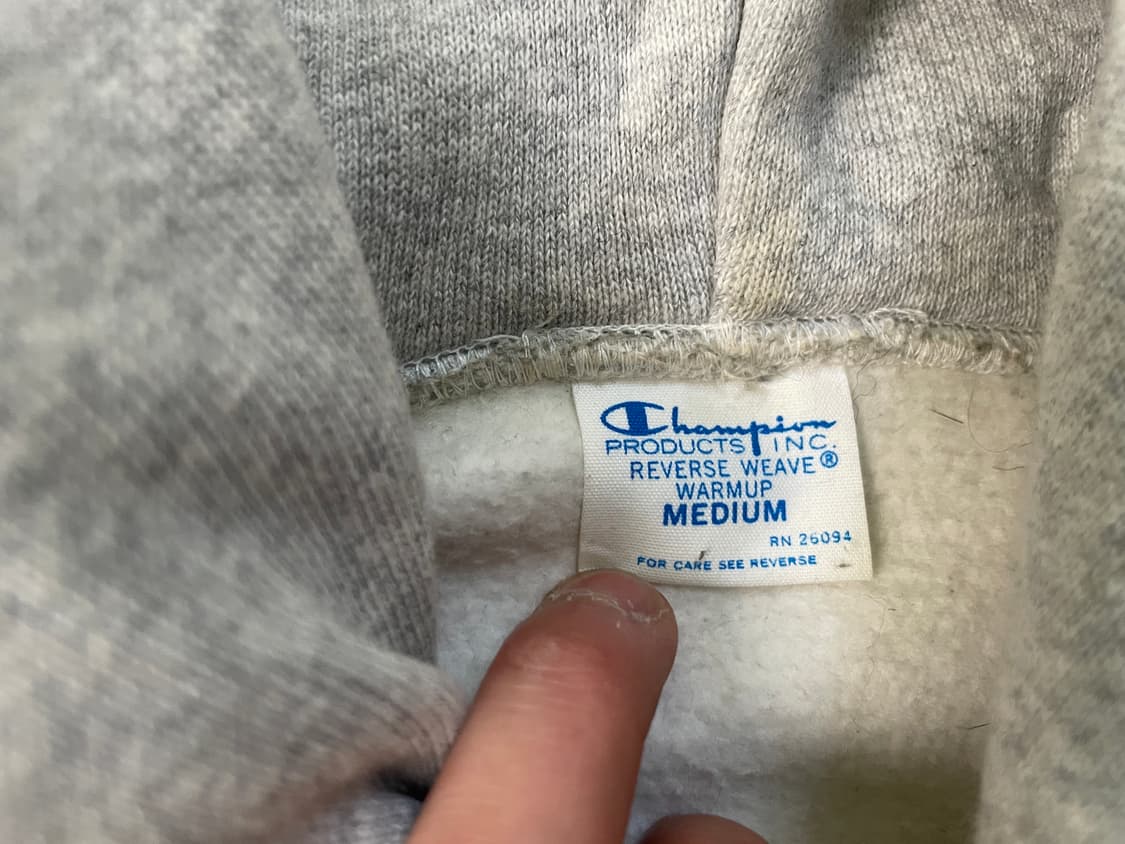 Champion
PRODUCTS INC.
REVERSE WEAVE®
WARMUP
MEDIUM
RN 26094
FOR CARE SEE REVERSE